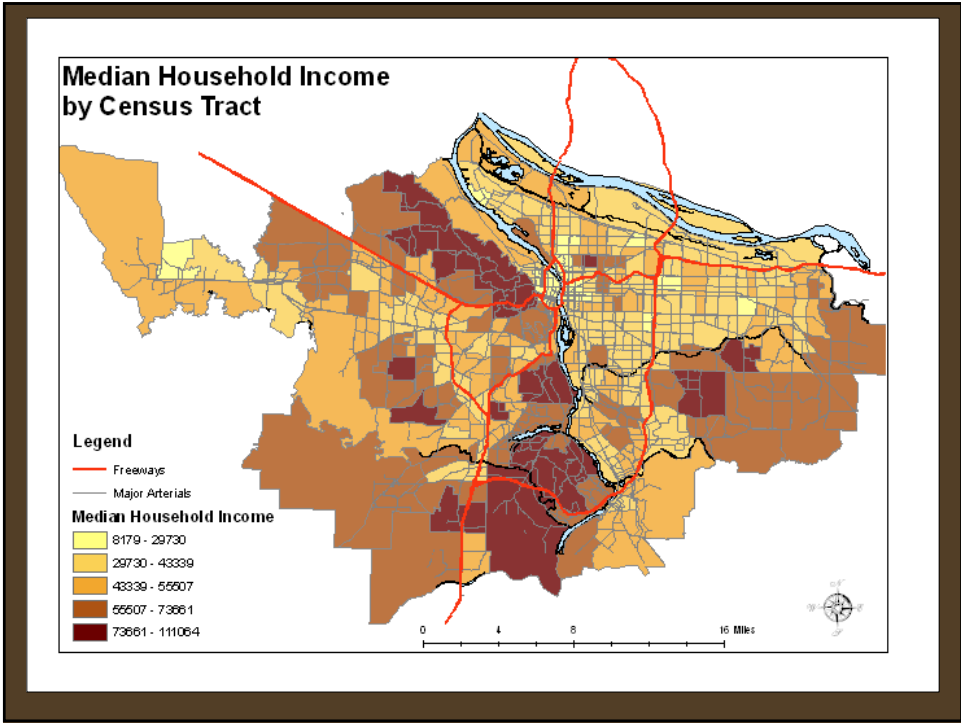 Median Household Income
by Census Tract
Legend
Freeways
Major Arterials
Median Household Income
8179 - 29730
29730 - 43339
43339 - 55507
55507 - 73661
73661 - 111064
0 4 8 16 Miles
N
W E
S